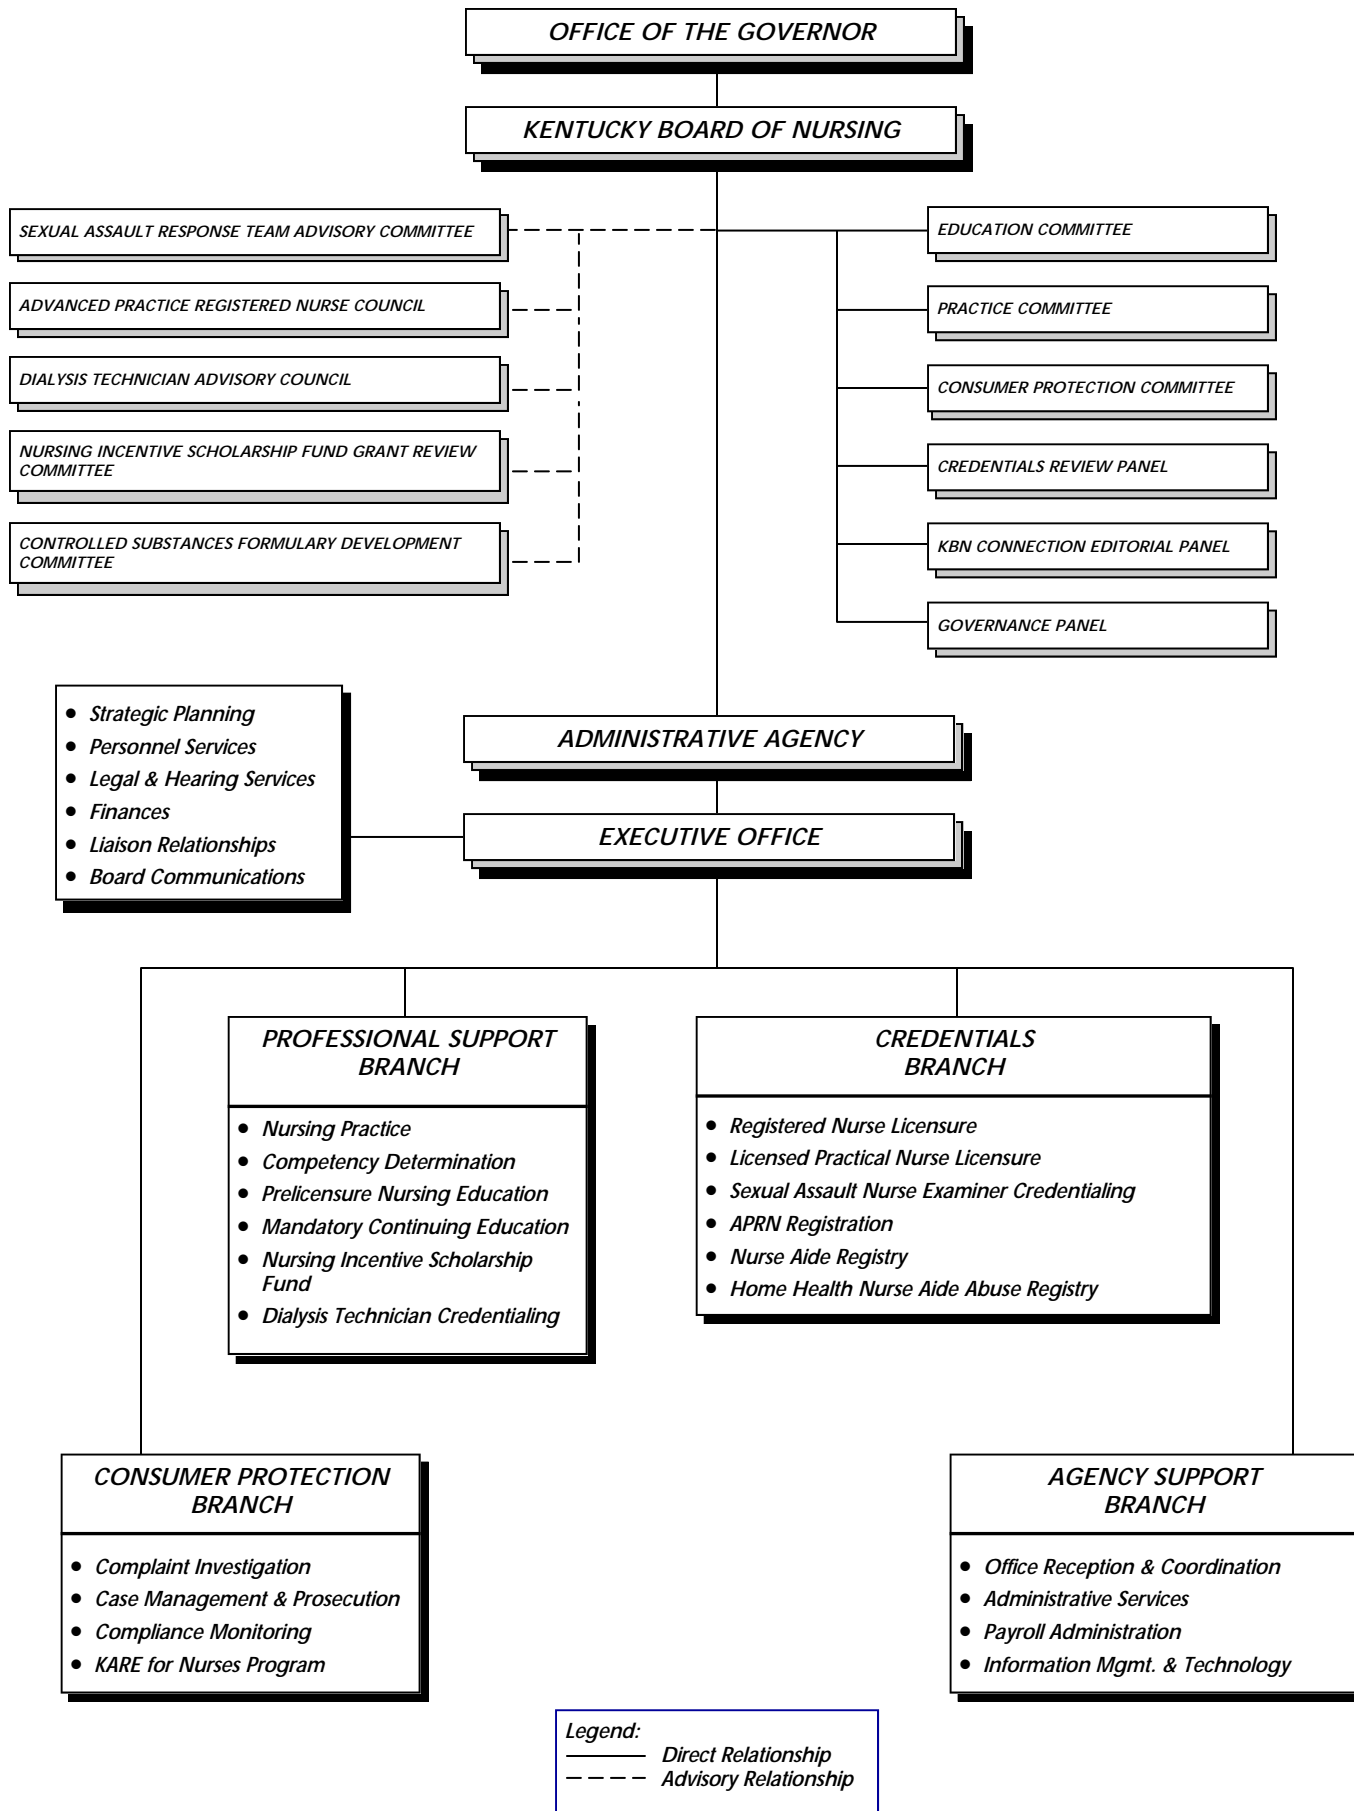 OFFICE OF THE GOVERNOR
KENTUCKY BOARD OF NURSING
SEXUAL ASSAULT RESPONSE TEAM ADVISORY COMMITTEE
ADVANCED PRACTICE REGISTERED NURSE COUNCIL
DIALYSIS TECHNICIAN ADVISORY COUNCIL
NURSING INCENTIVE SCHOLARSHIP FUND GRANT REVIEW
COMMITTEE
CONTROLLED SUBSTANCES FORMULARY DEVELOPMENT
COMMITTEE
EDUCATION COMMITTEE
PRACTICE COMMITTEE
CONSUMER PROTECTION COMMITTEE
CREDENTIALS REVIEW PANEL
KBN CONNECTION EDITORIAL PANEL
GOVERNANCE PANEL
• Strategic Planning
• Personnel Services
• Legal & Hearing Services
• Finances
• Liaison Relationships
• Board Communications
ADMINISTRATIVE AGENCY
EXECUTIVE OFFICE
PROFESSIONAL SUPPORT
BRANCH
• Nursing Practice
• Competency Determination
• Prelicensure Nursing Education
• Mandatory Continuing Education
• Nursing Incentive Scholarship
Fund
• Dialysis Technician Credentialing
CREDENTIALS
BRANCH
• Registered Nurse Licensure
• Licensed Practical Nurse Licensure
• Sexual Assault Nurse Examiner Credentialing
• APRN Registration
• Nurse Aide Registry
• Home Health Nurse Aide Abuse Registry
CONSUMER PROTECTION
BRANCH
• Complaint Investigation
• Case Management & Prosecution
• Compliance Monitoring
• KARE for Nurses Program
AGENCY SUPPORT
BRANCH
• Office Reception & Coordination
• Administrative Services
• Payroll Administration
• Information Mgmt. & Technology
Legend:
Direct Relationship
Advisory Relationship